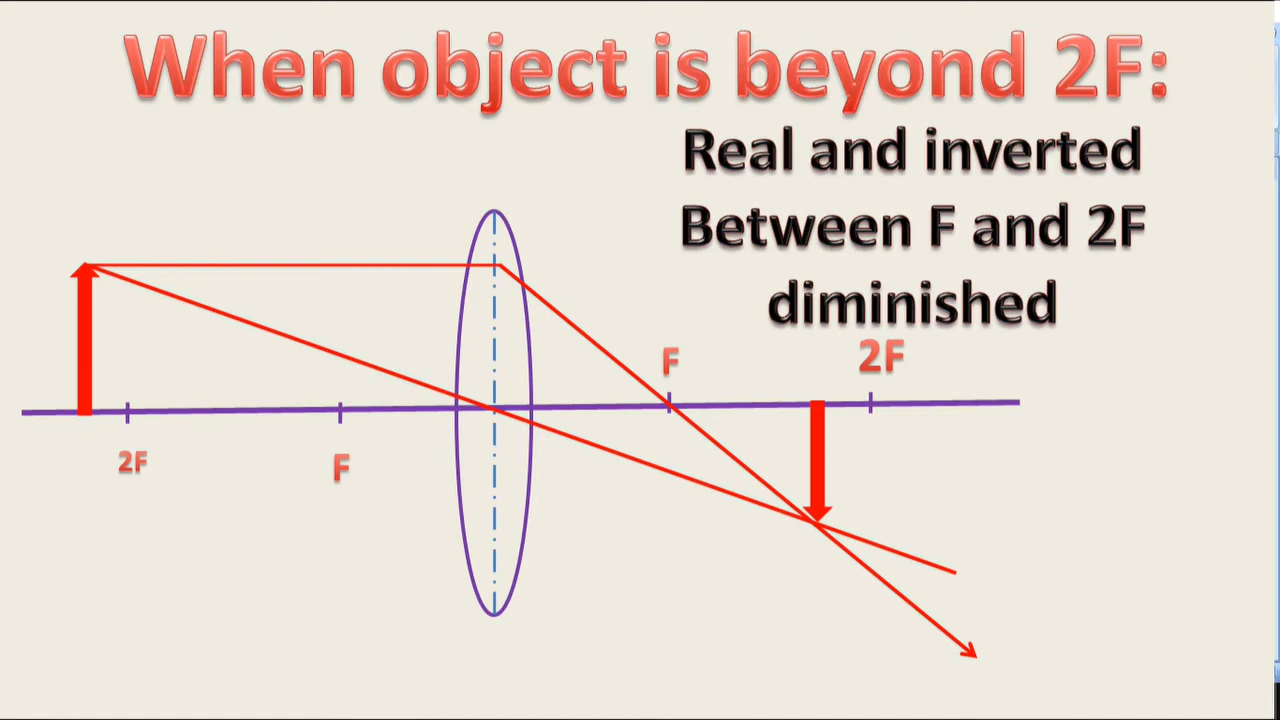 When object is beyond 2F:
Real and inverted
Between F and 2F
diminished
F
2F
2F
F